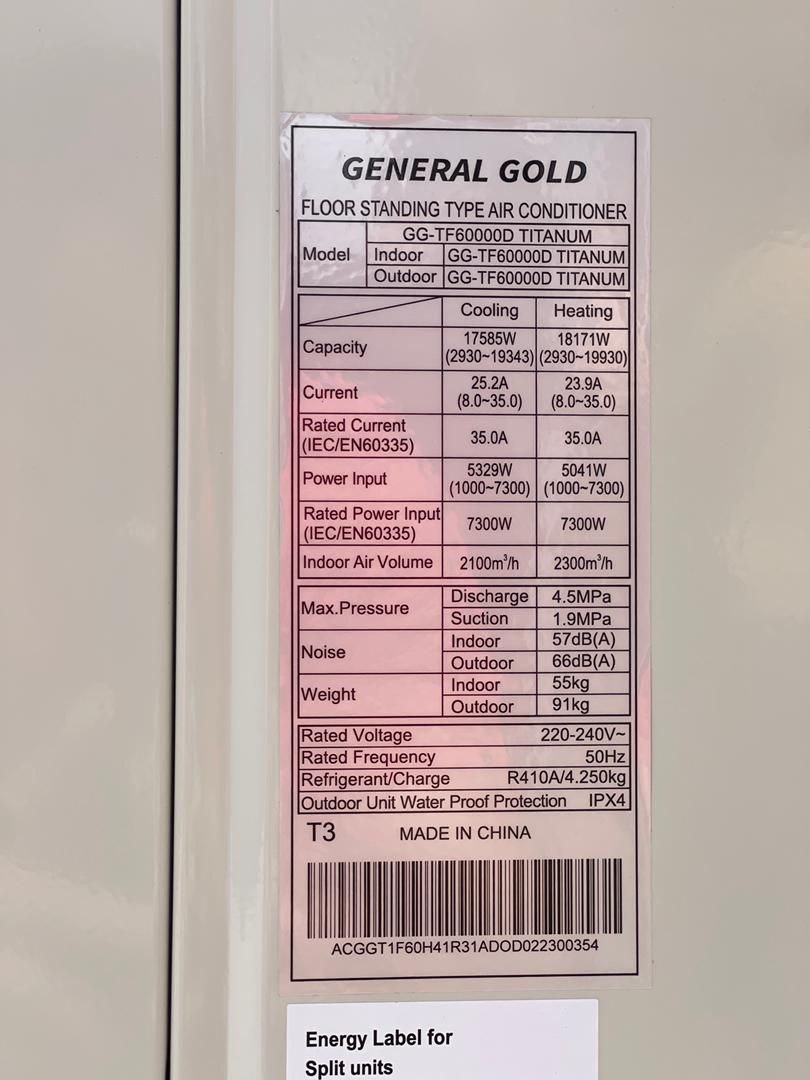 GENERAL GOLD
FLOOR STANDING TYPE AIR CONDITIONER
Model GG-TF60000D TITANUM
Indoor GG-TF60000D TITANUM
Outdoor GG-TF60000D TITANUM
Cooling Heating
Capacity 17585W (2930~19343) 18171W (2930~19930)
Current 25.2A (8.0~35.0) 23.9A (8.0~35.0)
Rated Current (IEC/EN60335) 35.0A 35.0A
Power Input 5329W (1000~7300) 5041W (1000~7300)
Rated Power Input (IEC/EN60335) 7300W 7300W
Indoor Air Volume 2100m³/h 2300m³/h
Max.Pressure Discharge 4.5MPa
Suction 1.9MPa
Noise Indoor 57dB(A)
Outdoor 66dB(A)
Weight Indoor 55kg
Outdoor 91kg
Rated Voltage 220-240V~
Rated Frequency 50Hz
Refrigerant/Charge R410A/4.250kg
Outdoor Unit Water Proof Protection IPX4
T3 MADE IN CHINA
ACGGT1F60H41R31ADOD022300354
Energy Label for
Split units